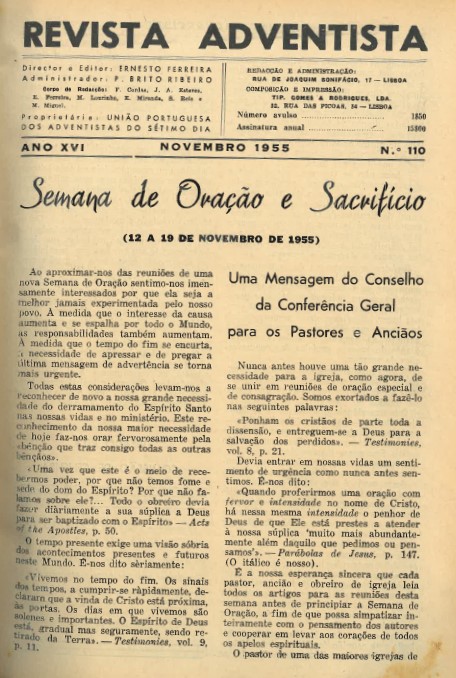 REVISTA ADVENTISTA
Director e Editor: ERNESTO FERREIRA
Administrador: P. BRITO RIBEIRO
Corpo de Redacção: F. Cordas, J. A. Esteves,
E. Ferreira, M. Lourinho, E. Miranda, S. Reis e
M. Miguel.
Proprietária: UNIÃO PORTUGUESA
DOS ADVENTISTAS DO SÉTIMO DIA
REDACÇÃO E ADMINISTRAÇÃO:
RUA DE JOAQUIM BONIFÁCIO, 17 — LISBOA
COMPOSIÇÃO E IMPRESSÃO:
TIP. GOMES & RODRIGUES, LDA.
RUA DAS PICOAS, — LISBOA
Número avulso 1$50
Assinatura anual 15$00
ANO XVI NOVEMBRO 1955 N.º 110
Semana de Oração e Sacrifício
(12 A 19 DE NOVEMBRO DE 1955)
Ao aproximar-nos das reuniões de uma
nova Semana de Oração sentimo-nos imen-
samente interessados por que ela seja a
melhor jamais experimentada pelo nosso
povo. À medida que o interesse da causa
aumenta e se espalha por todo o Mundo,
as responsabilidades também aumentam.
À medida que o tempo do fim se encurta,
a necessidade de apressar e de pregar a
última mensagem de advertência se torna
mais urgente.
Todas estas considerações levam-nos a
reconhecer de novo a nossa grande necessi-
dade do derramamento do Espírito Santo
nas nossas vidas e no ministério. Este re-
conhecimento da nossa maior necessidade
de hoje faz-nos orar fervorosamente pela
«bênção que traz consigo todas as outras
bênçãos».
«Uma vez que este é o meio de rece-
bermos poder, por que não temos fome e
sede do dom do Espírito? Por que não fa-
lamos sobre ele?... Todo o obreiro devia
fazer diàriamente a sua súplica a Deus
para ser baptizado com o Espírito» — Acts
of the Apostles, p. 50.
O tempo presente exige uma visão sóbria
dos acontecimentos presentes e futuros
neste Mundo. É-nos dito sèriamente:
«Vivemos no tempo do fim. Os sinais
dos tempos, a cumprir-se ràpidamente, de-
claram que a vinda de Cristo está próxima,
às portas. Os dias em que vivemos são
solenes e importantes. O Espírito de Deus
está, gradual mas seguramente, sendo re-
tirado da Terra». — Testimonies, vol. 9,
p. 11.
Uma Mensagem do Conselho
da Conferência Geral
para os Pastores e Anciãos
Nunca antes houve uma tão grande ne-
cessidade para a igreja, como agora, de
se unir em reuniões de oração especial e
de consagração. Somos exortados a fazê-lo
nas seguintes palavras:
«Ponham os cristãos de parte toda a
dissensão, e entreguem-se a Deus para a
salvação dos perdidos». — Testimonies,
vol. 8, p. 21.
Devia entrar em nossas vidas um senti-
mento de urgência como nunca antes sen-
timos. É-nos dito:
«Quando proferirmos uma oração com
fervor e intensidade no nome de Cristo,
há nessa mesma intensidade o penhor de
Deus de que Ele está prestes a atender
à nossa súplica 'muito mais abundante-
mente além daquilo que pedimos ou pen-
samos'». — Parábolas de Jesus, p. 147.
(O itálico é nosso).
É a nossa esperança sincera que cada
pastor, ancião e obreiro de igreja leia
todos os artigos para as reuniões desta
semana antes de principiar a Semana de
Oração, a fim de que possa simpatizar in-
teiramente com o pensamento dos autores
e cooperar em levar aos corações de todos
os apelos espirituais.
O pastor de uma das maiores igrejas de